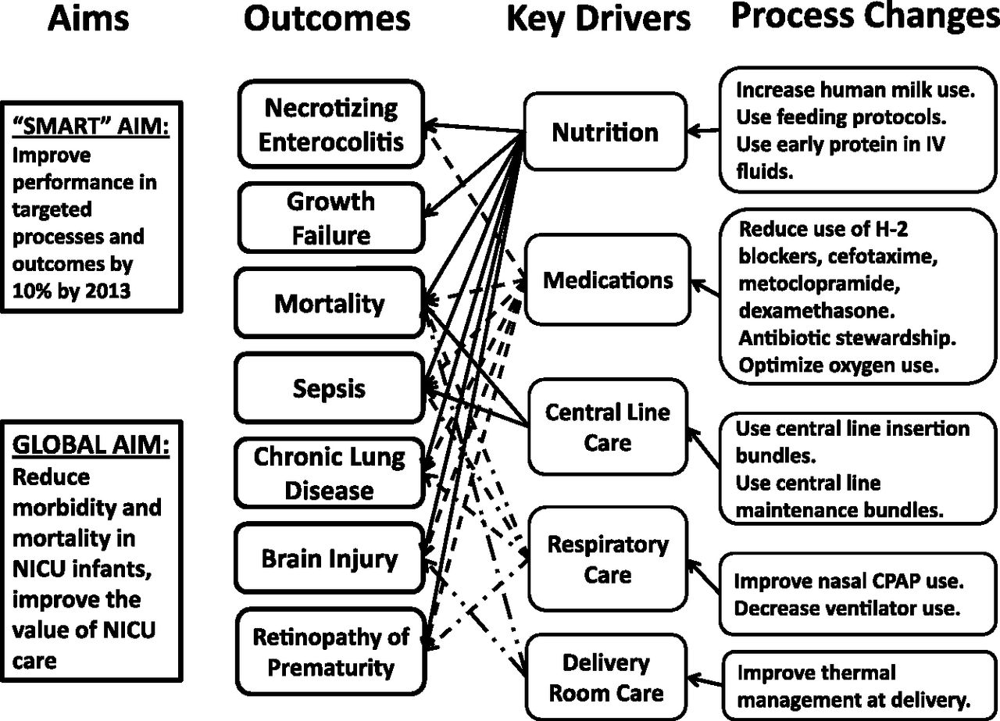 Aims
Outcomes
Key Drivers
Process Changes
“SMART” AIM:
Improve
performance in
targeted
processes and
outcomes by
10% by 2013
GLOBAL AIM:
Reduce
morbidity and
mortality in
NICU infants,
improve the
value of NICU
care
Necrotizing
Enterocolitis
Growth
Failure
Mortality
Sepsis
Chronic Lung
Disease
Brain Injury
Retinopathy of
Prematurity
Nutrition
Medications
Central Line
Care
Respiratory
Care
Delivery
Room Care
Increase human milk use.
Use feeding protocols.
Use early protein in IV
fluids.
Reduce use of H-2
blockers, cefotaxime,
metoclopramide,
dexamethasone.
Antibiotic stewardship.
Optimize oxygen use.
Use central line insertion
bundles.
Use central line
maintenance bundles.
Improve nasal CPAP use.
Decrease ventilator use.
Improve thermal
management at delivery.